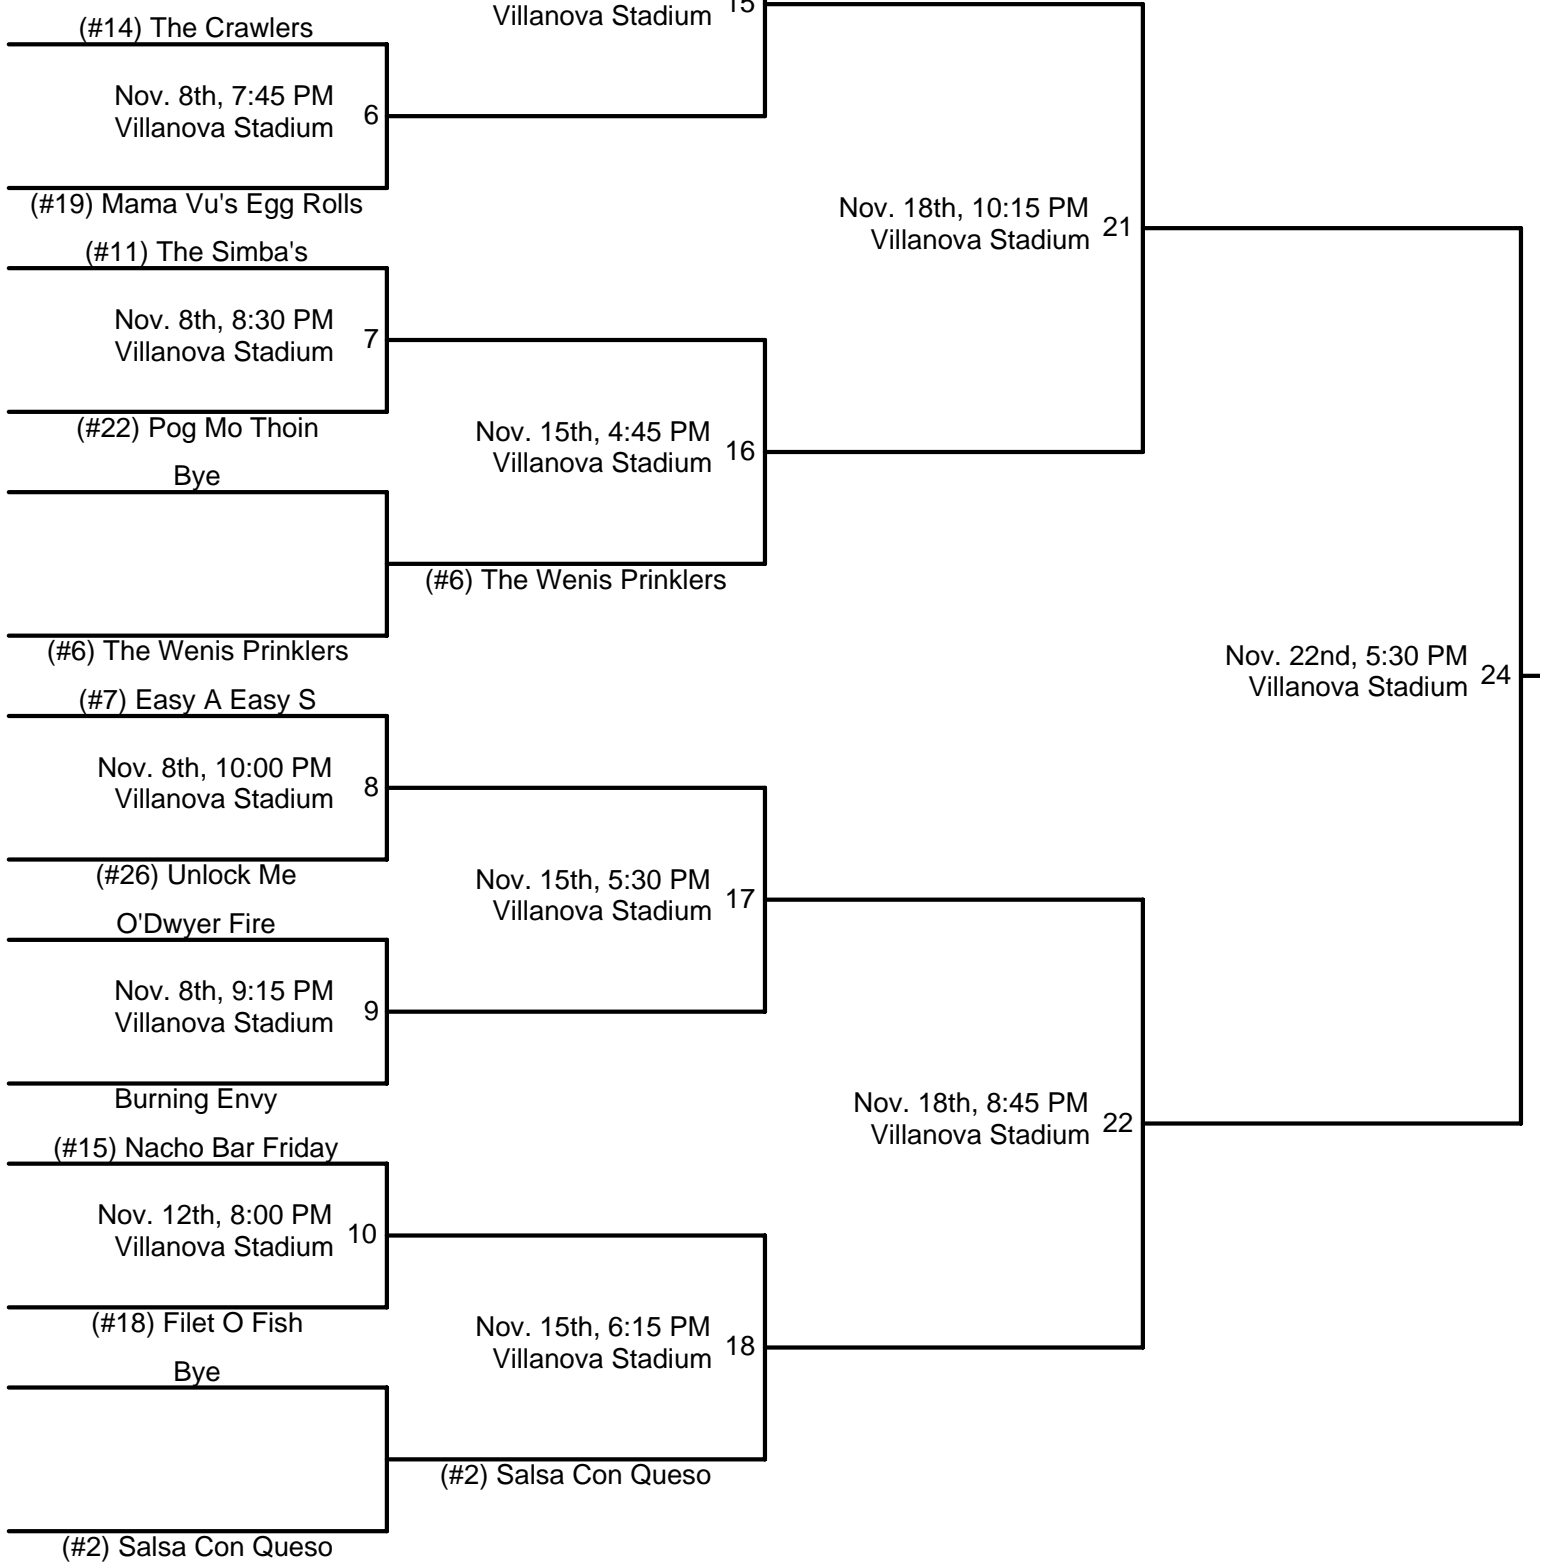 Villanova Stadium 15
(#14) The Crawlers
Nov. 8th, 7:45 PM
Villanova Stadium
6
(#19) Mama Vu's Egg Rolls
Nov. 18th, 10:15 PM
Villanova Stadium
21
(#11) The Simba's
Nov. 8th, 8:30 PM
Villanova Stadium
7
(#22) Pog Mo Thoin
Nov. 15th, 4:45 PM
Villanova Stadium
16
Bye
(#6) The Wenis Prinklers
(#6) The Wenis Prinklers
Nov. 22nd, 5:30 PM
Villanova Stadium
24
(#7) Easy A Easy S
Nov. 8th, 10:00 PM
Villanova Stadium
8
(#26) Unlock Me
Nov. 15th, 5:30 PM
Villanova Stadium
17
O'Dwyer Fire
Nov. 8th, 9:15 PM
Villanova Stadium
9
Burning Envy
Nov. 18th, 8:45 PM
Villanova Stadium
22
(#15) Nacho Bar Friday
Nov. 12th, 8:00 PM
Villanova Stadium
10
(#18) Filet O Fish
Nov. 15th, 6:15 PM
Villanova Stadium
18
Bye
(#2) Salsa Con Queso
(#2) Salsa Con Queso